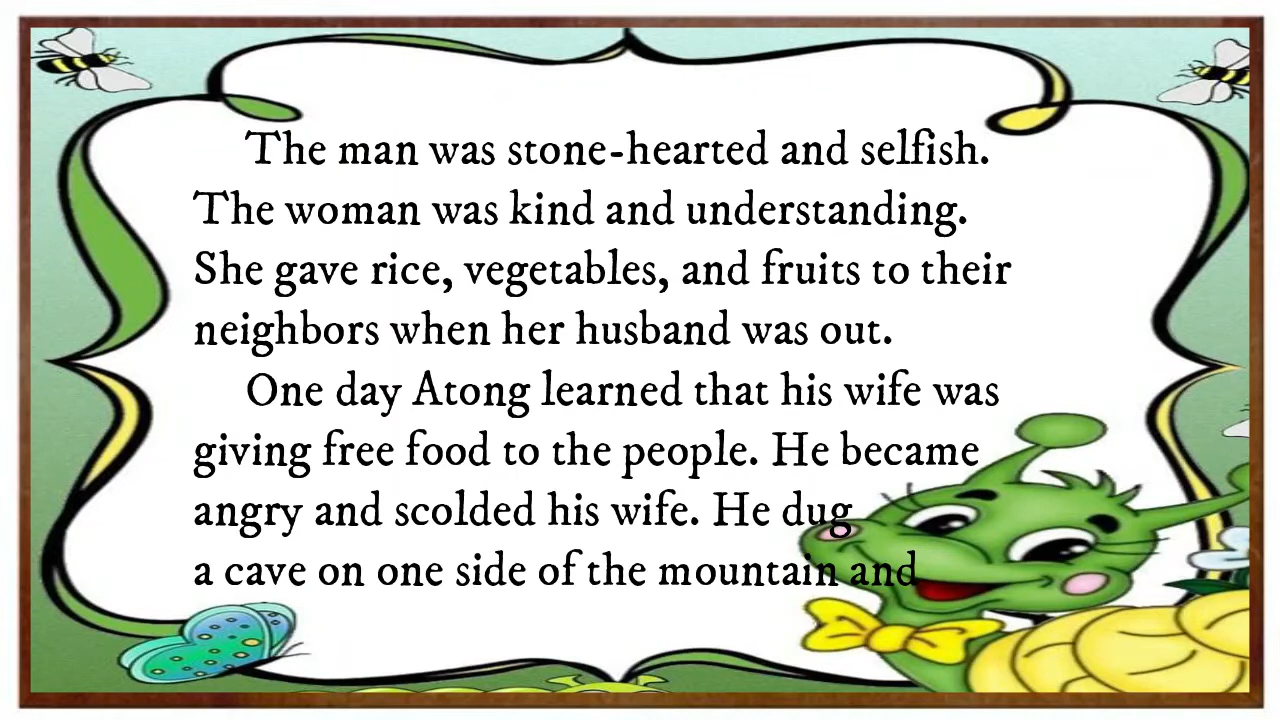 The man was stone-hearted and selfish.
The woman was kind and understanding.
She gave rice, vegetables, and fruits to their
neighbors when her husband was out.
One day Atong learned that his wife was
giving free food to the people. He became
angry and scolded his wife. He dug
a cave on one side of the mountain and